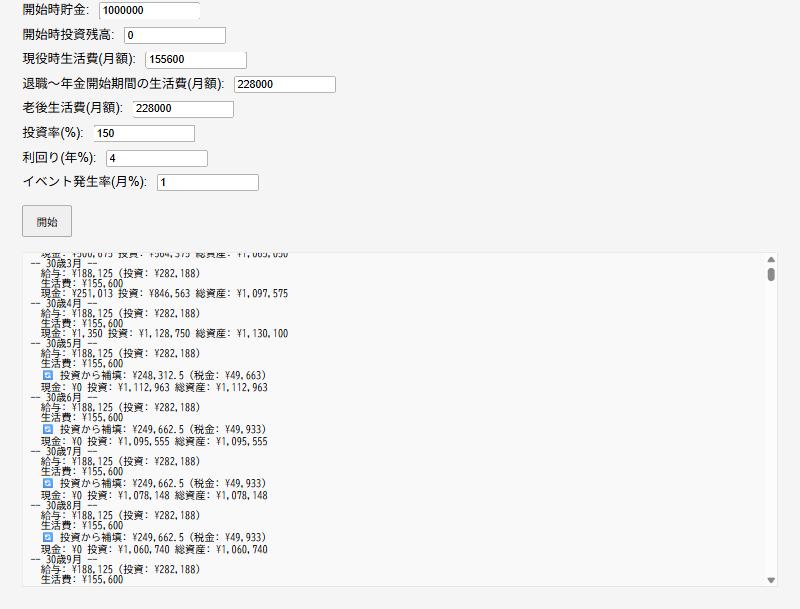 開始時貯金: 1000000
開始時投資残高: 0
現役時生活費(月額): 155600
退職～年金開始期間の生活費(月額): 228000
老後生活費(月額): 228000
投資率(%): 150
利回り(年%): 4
イベント発生率(月%): 1
開始
-- 30歳3月 --
給与: ¥188,125 (投資: ¥282,188)
生活費: ¥155,600
現金: ¥251,013 投資: ¥846,563 総資産: ¥1,097,575
-- 30歳4月 --
給与: ¥188,125 (投資: ¥282,188)
生活費: ¥155,600
現金: ¥1,350 投資: ¥1,128,750 総資産: ¥1,130,100
-- 30歳5月 --
給与: ¥188,125 (投資: ¥282,188)
生活費: ¥155,600
投資から補填: ¥248,312.5 (税金: ¥49,663)
現金: ¥0 投資: ¥1,112,963 総資産: ¥1,112,963
-- 30歳6月 --
給与: ¥188,125 (投資: ¥282,188)
生活費: ¥155,600
投資から補填: ¥249,662.5 (税金: ¥49,933)
現金: ¥0 投資: ¥1,095,555 総資産: ¥1,095,555
-- 30歳7月 --
給与: ¥188,125 (投資: ¥282,188)
生活費: ¥155,600
投資から補填: ¥249,662.5 (税金: ¥49,933)
現金: ¥0 投資: ¥1,078,148 総資産: ¥1,078,148
-- 30歳8月 --
給与: ¥188,125 (投資: ¥282,188)
生活費: ¥155,600
投資から補填: ¥249,662.5 (税金: ¥49,933)
現金: ¥0 投資: ¥1,060,740 総資産: ¥1,060,740
-- 30歳9月 --
給与: ¥188,125 (投資: ¥282,188)
生活費: ¥155,600